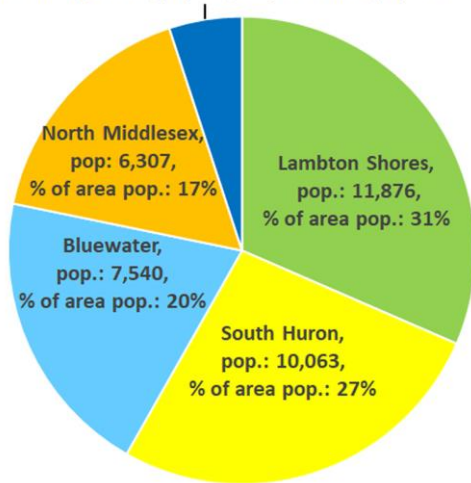 North Middlesex,
pop: 6,307,
% of area pop.: 17%
Lambton Shores,
pop.: 11,876,
% of area pop.: 31%
Bluewater,
pop.: 7,540,
% of area pop.: 20%
South Huron,
pop.: 10,063,
% of area pop.: 27%